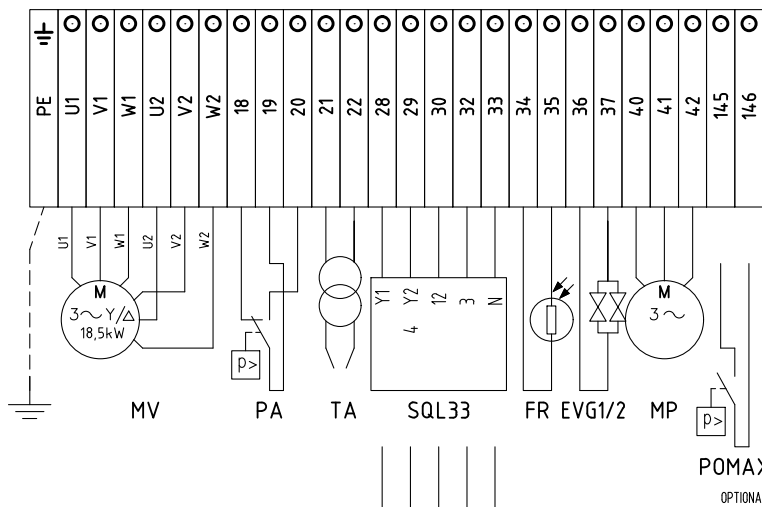 PE U1 V1 W1 U2 V2 W2 18 19 20 21 22 28 29 30 32 33 34 35 36 37 40 41 42 145 146
U1 V1 W1 U2 V2 W2
M
3~ Y/△
18,5kW
p>
Y1 Y2 12 3 N
4
M
3~
p>
MV PA TA SQL33 FR EVG1/2 MP
POMAX
OPTIONA